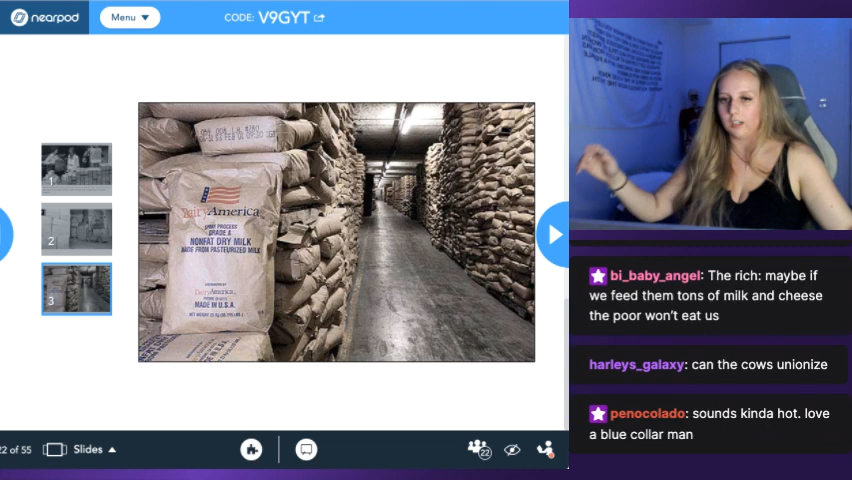 nearpod
Menu
CODE: V9GYT
1
2
3
DairyAmerica
SPRAY PROCESS
GRADE A
NONFAT DRY MILK
MADE FROM PASTEURIZED MILK
DairyAmerica
MADE IN U.S.A.
22 of 55
Slides
22
bi_baby_angel: The rich: maybe if
we feed them tons of milk and cheese
the poor won't eat us
harleys_galaxy: can the cows unionize
penocolado: sounds kinda hot. love
a blue collar man